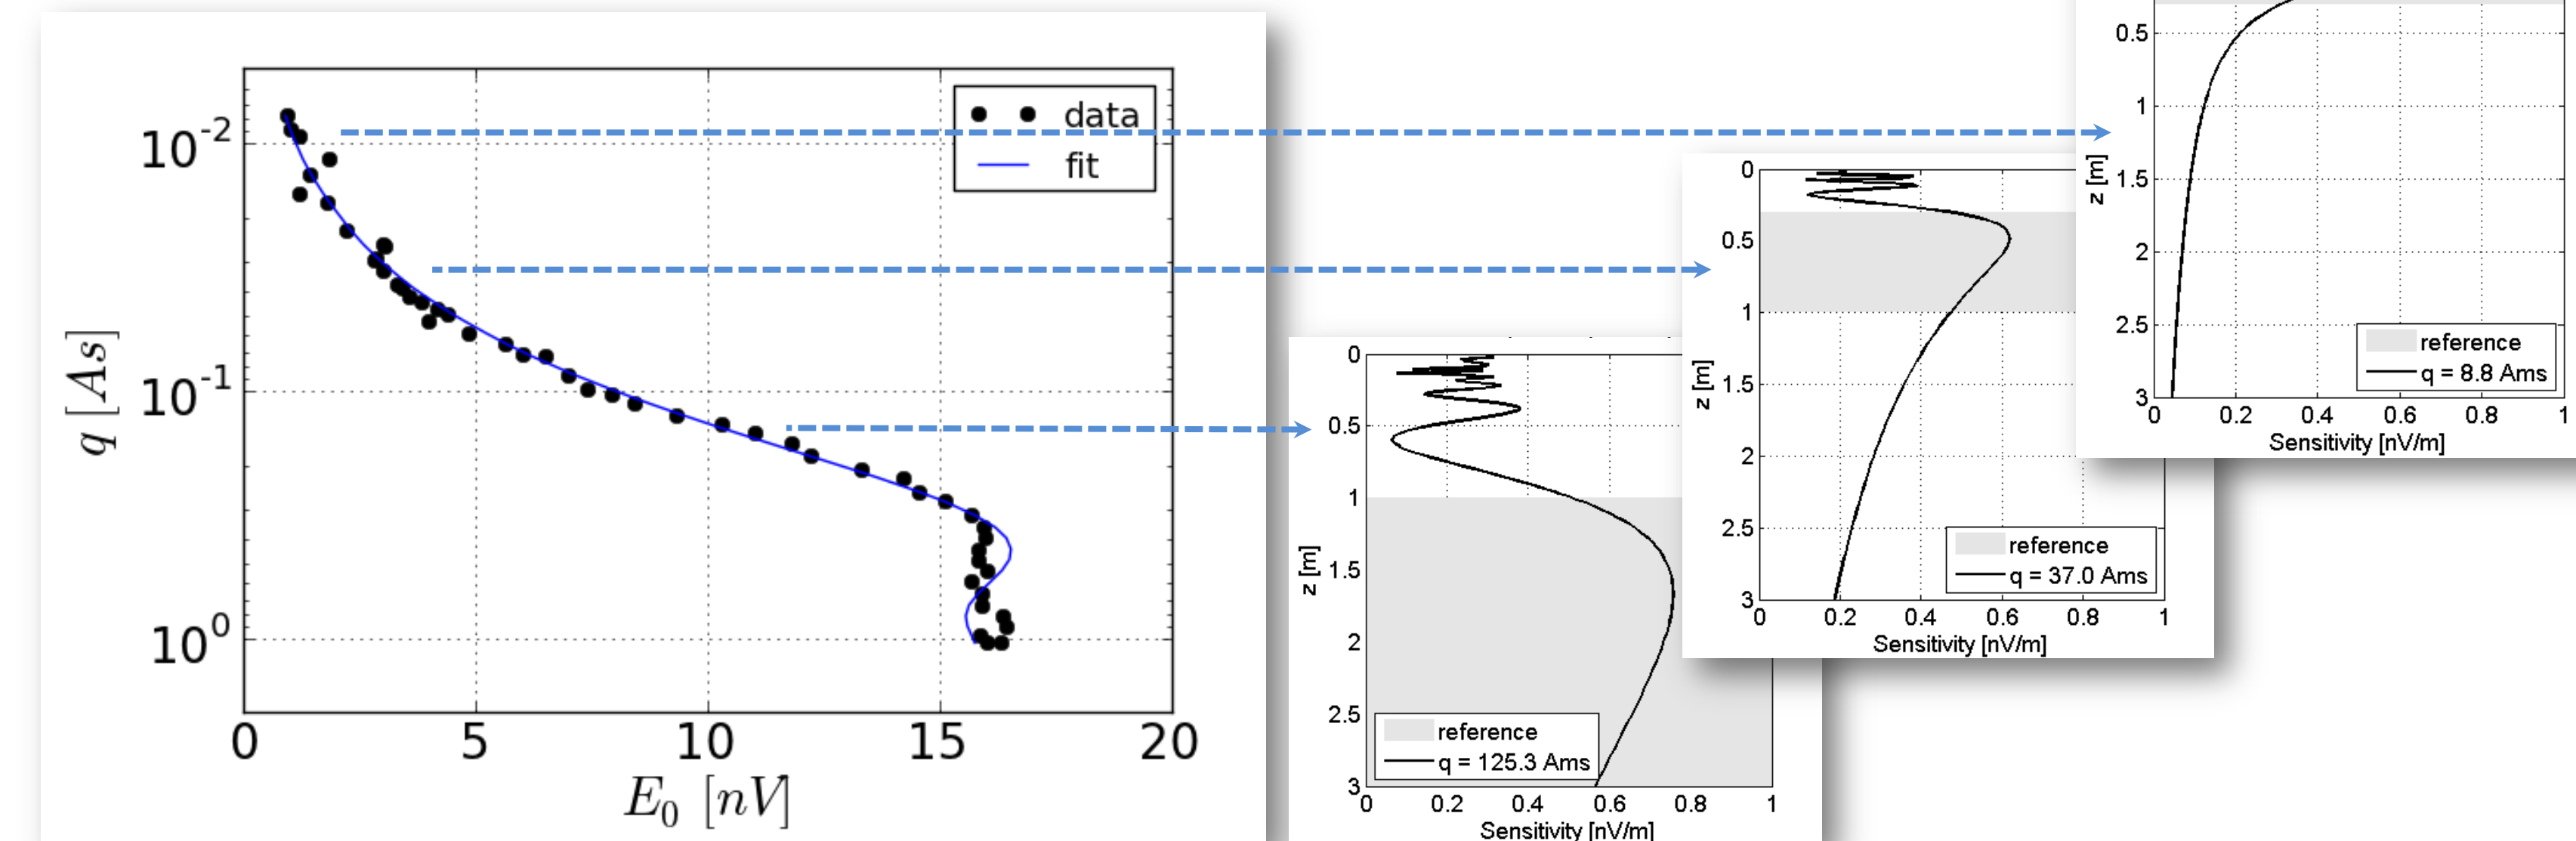 data
fit
10^-2
10^-1
10^0
q [As]
0 5 10 15 20
E_0 [nV]
0
0.5
1
1.5
2
2.5
3
z [m]
reference
q = 125.3 Ams
0 0.2 0.4 0.6 0.8 1
Sensitivity [nV/m]
0
0.5
1
1.5
2
2.5
3
z [m]
reference
q = 37.0 Ams
0 0.2 0.4 0.6 0.8 1
Sensitivity [nV/m]
0.5
1
1.5
2
2.5
3
z [m]
reference
q = 8.8 Ams
0 0.2 0.4 0.6 0.8 1
Sensitivity [nV/m]